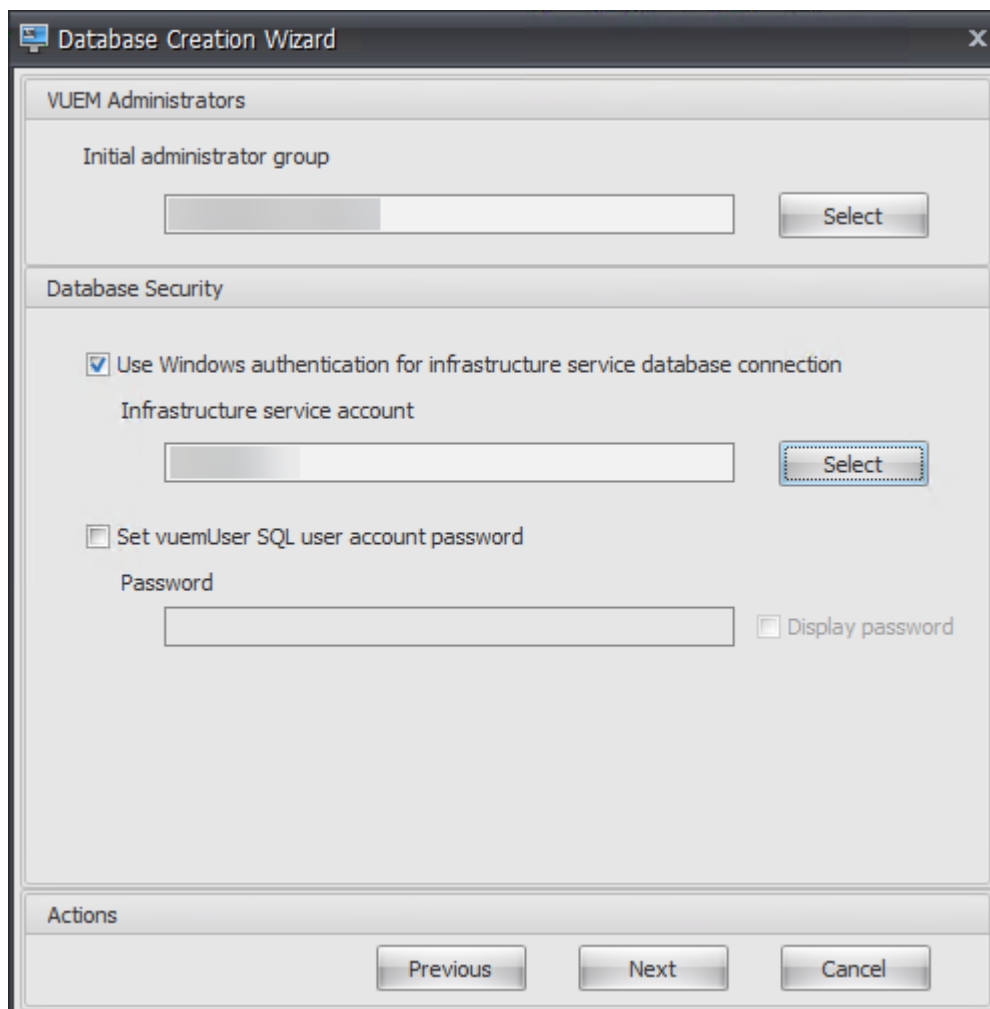 Database Creation Wizard
x
VUEM Administrators
Initial administrator group
Select
Database Security
Use Windows authentication for infrastructure service database connection
Infrastructure service account
Select
Set vuemUser SQL user account password
Password
Display password
Actions
Previous Next Cancel